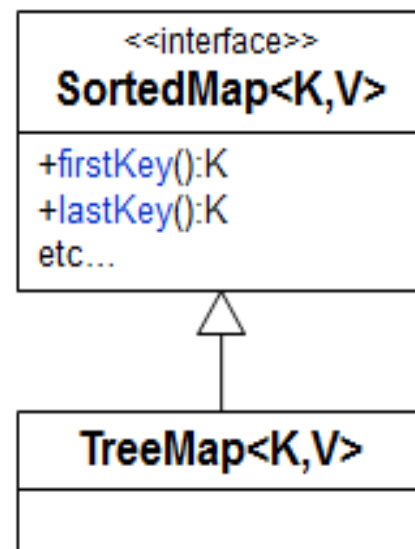 <<interface>>
SortedMap<K,V>
+firstKey():K
+lastKey():K
etc...
TreeMap<K,V>